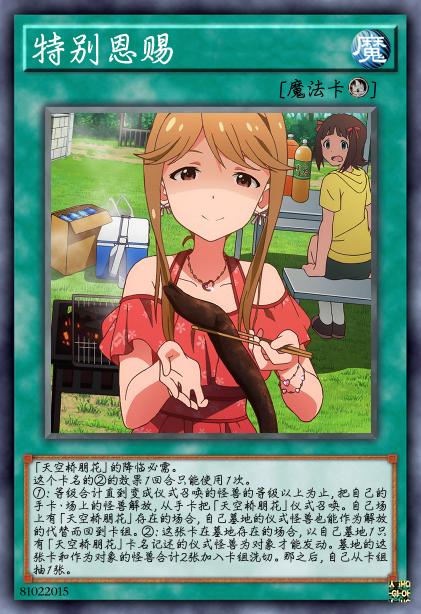 特别恩赐
魔
[魔法卡]
「天空桥朋花」的降临必需。
这个卡名的②的效果1回合只能使用1次。
①：等级合计直到变成仪式召唤的怪兽的等级以上为止，把自己的
手卡·场上的怪兽解放，从手卡把「天空桥朋花」仪式召唤。自己场
上有「天空桥朋花」存在的场合，自己墓地的仪式怪兽也能作为解放
的代替而回到卡组。②：这张卡在墓地存在的场合，以自己墓地1只
有「天空桥朋花」卡名记述的仪式怪兽为对象才能发动。墓地的这
张卡和作为对象的怪兽合计2张加入卡组洗切。那之后，自己从卡组
抽1张。
81022015